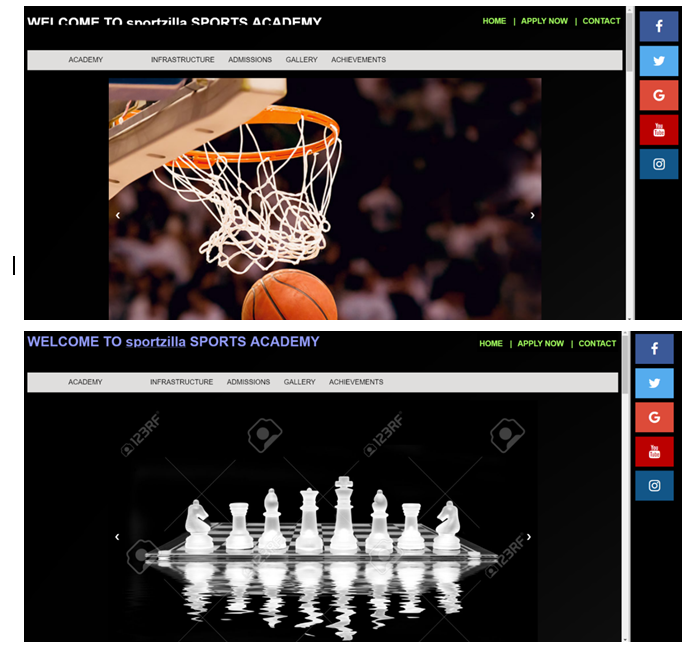 WELCOME TO sportzilla SPORTS ACADEMY
HOME | APPLY NOW | CONTACT
ACADEMY INFRASTRUCTURE ADMISSIONS GALLERY ACHIEVEMENTS
f
G
You Tube
‹ ›
WELCOME TO sportzilla SPORTS ACADEMY
HOME | APPLY NOW | CONTACT
ACADEMY INFRASTRUCTURE ADMISSIONS GALLERY ACHIEVEMENTS
f
G
You Tube
123RF
123RF
‹ ›
123RF